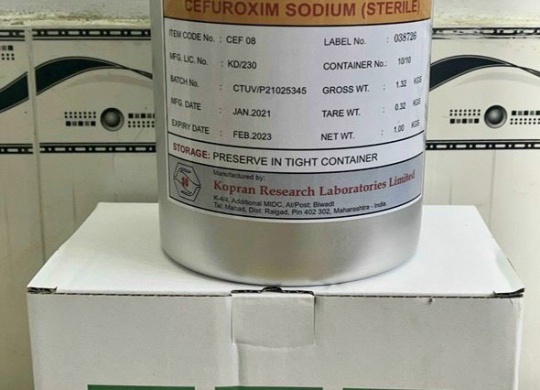 CEFUROXIM SODIUM (STERILE)
ITEM CODE No. : CEF 08 LABEL No. : 038726
MFG. LIC. No. : KD/230 CONTAINER No.: 10/10
BATCH No. : CTUV/P21025345 GROSS WT. : 1.32 KGS
MFG. DATE : JAN.2021 TARE WT. : 0.32 KGS
EXPIRY DATE : FEB.2023 NET WT. : 1.00 KGS
STORAGE: PRESERVE IN TIGHT CONTAINER
Manufactured by:
Kopran Research Laboratories Limited
K-4/4, Additional MIDC, At/Post: Biwadi
Tal: Mahad, Dist. Raigad, Pin 402 302, Maharashtra - India.